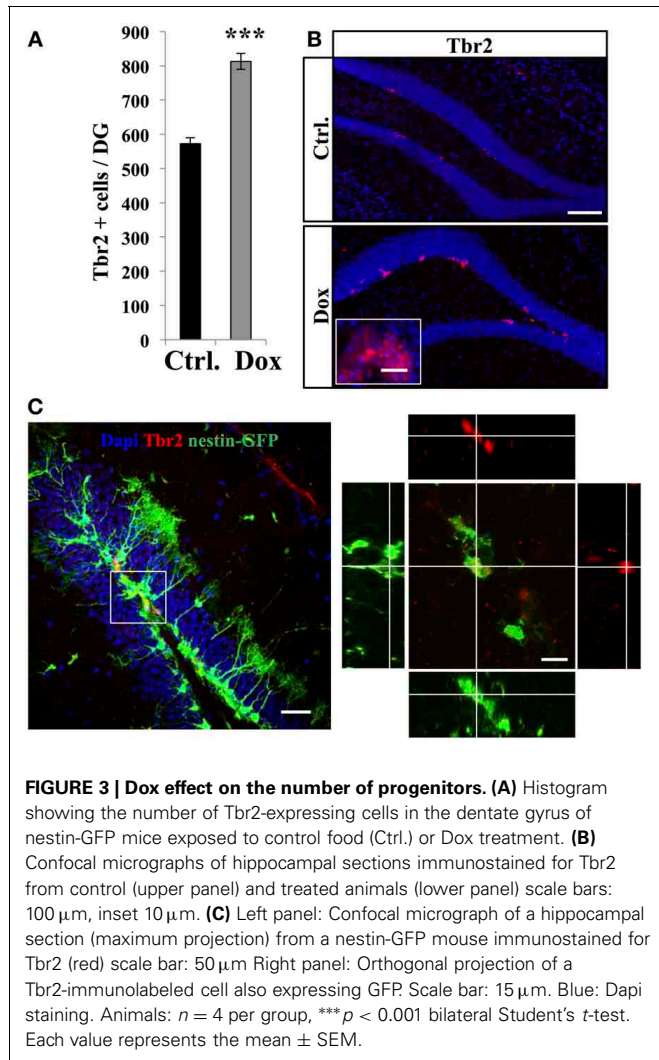 A
B
900
800
700
600
500
400
300
200
100
0
Tbr2 + cells / DG
***
Ctrl. Dox
Tbr2
Ctrl.
Dox
C
Dapi Tbr2 nestin-GFP
FIGURE 3 | Dox effect on the number of progenitors. (A) Histogram
showing the number of Tbr2-expressing cells in the dentate gyrus of
nestin-GFP mice exposed to control food (Ctrl.) or Dox treatment. (B)
Confocal micrographs of hippocampal sections immunostained for Tbr2
from control (upper panel) and treated animals (lower panel) scale bars:
100 μm, inset 10 μm. (C) Left panel: Confocal micrograph of a hippocampal
section (maximum projection) from a nestin-GFP mouse immunostained for
Tbr2 (red) scale bar: 50 μm Right panel: Orthogonal projection of a
Tbr2-immunolabeled cell also expressing GFP. Scale bar: 15 μm. Blue: Dapi
staining. Animals: n = 4 per group, ***p < 0.001 bilateral Student's t-test.
Each value represents the mean ± SEM.